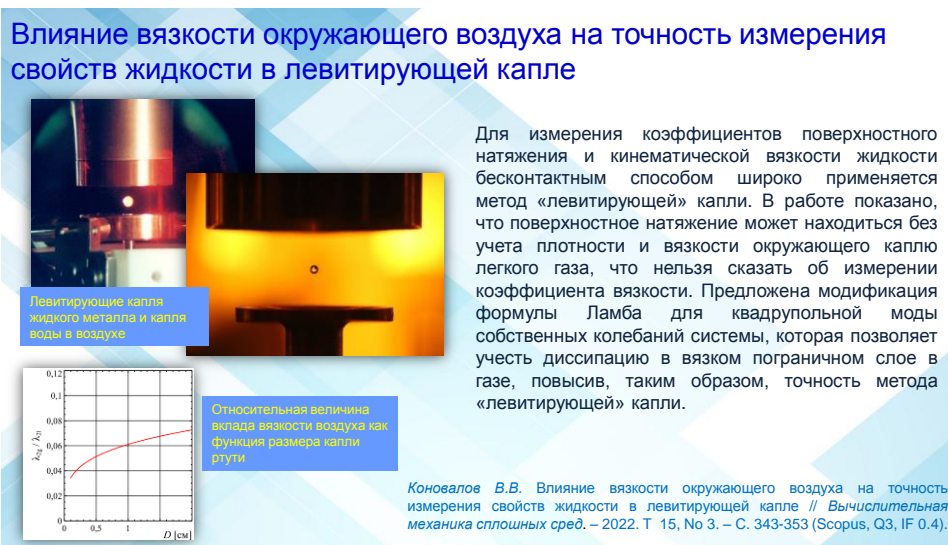 Влияние вязкости окружающего воздуха на точность измерения
свойств жидкости в левитирующей капле
Для измерения коэффициентов поверхностного
натяжения и кинематической вязкости жидкости
бесконтактным способом широко применяется
метод «левитирующей» капли. В работе показано,
что поверхностное натяжение может находиться без
учета плотности и вязкости окружающего каплю
легкого газа, что нельзя сказать об измерении
коэффициента вязкости. Предложена модификация
формулы Ламба для квадрупольной моды
собственных колебаний системы, которая позволяет
учесть диссипацию в вязком пограничном слое в
газе, повысив, таким образом, точность метода
«левитирующей» капли.
Левитирующие капля
жидкого металла и капля
воды в воздухе
0,12
0,1
0,08
0,06
0,04
0,02
0
λ2g / λ2l
0
0,5
1
D [см]
Относительная величина
вклада вязкости воздуха как
функция размера капли
ртути
Коновалов В.В. Влияние вязкости окружающего воздуха на точность
измерения свойств жидкости в левитирующей капле // Вычислительная
механика сплошных сред. – 2022. Т 15, No 3. – С. 343-353 (Scopus, Q3, IF 0.4).